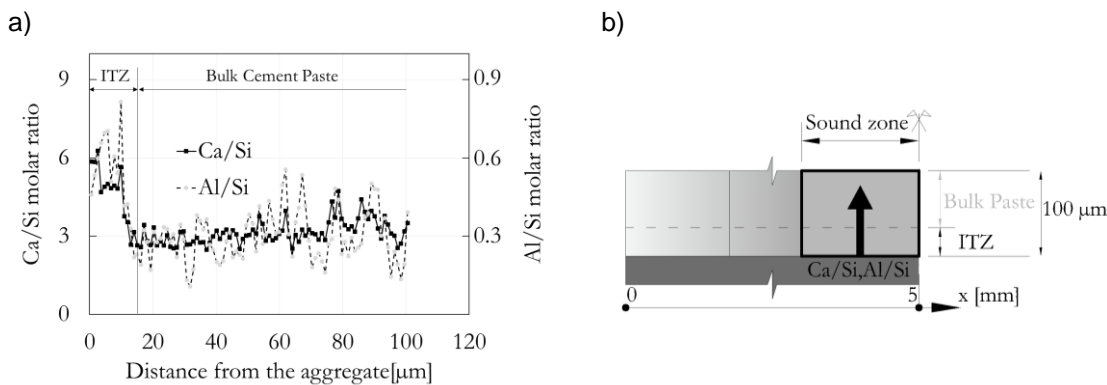 a)
b)
ITZ
Bulk Cement Paste
9
6
3
0
Ca/Si molar ratio
Ca/Si
Al/Si
0.9
0.6
0.3
0.0
Al/Si molar ratio
0 20 40 60 80 100 120
Distance from the aggregate[μm]
Sound zone
Bulk Paste
100 μm
ITZ
Ca/Si,Al/Si
0
5
x [mm]